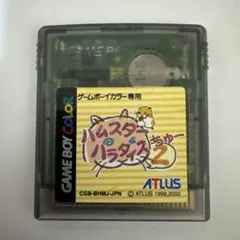 GAME BOY
ゲームボーイカラー専用
GAME BOY COLOR
ハムスター
パラダイス
ちゅー
2
ATLUS
CGB-BHMJ-JPN
© ATLUS 1999,2000